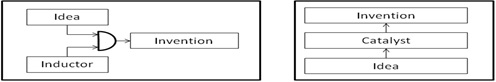 Idea
Invention
Inductor
Invention
Catalyst
Idea